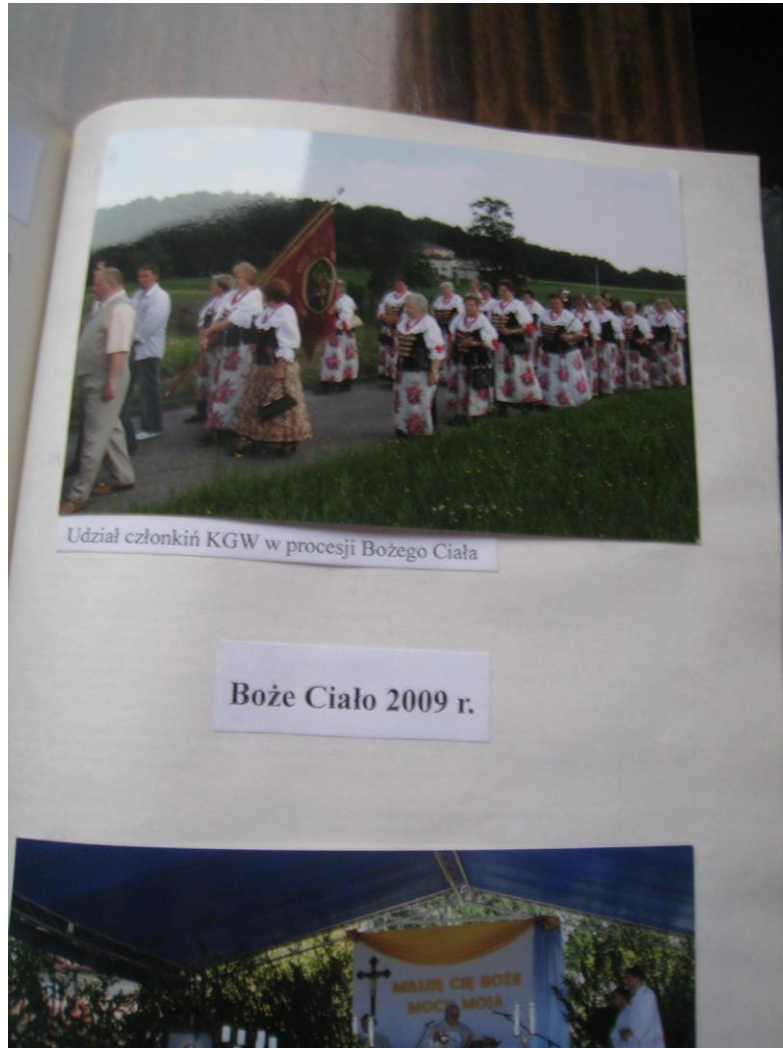 Udział członkiń KGW w procesji Bożego Ciała
Boże Ciało 2009 r.
MIŁUJĘ CIĘ BOŻE
MOCY MOJA